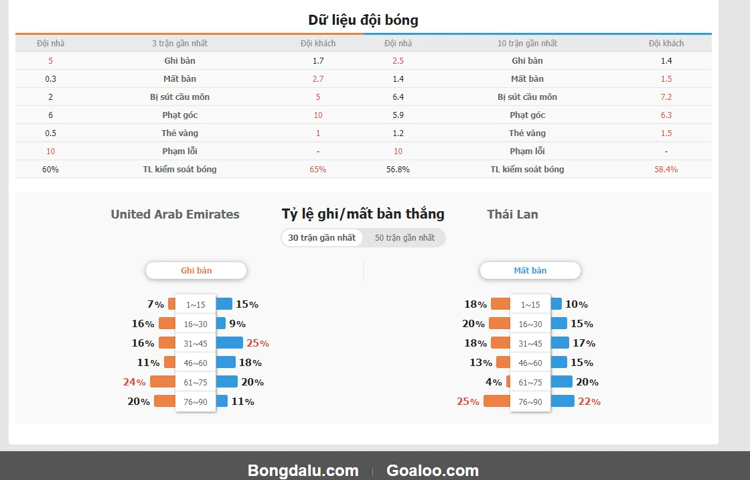 Dữ liệu đội bóng
Đội nhà 3 trận gần nhất Đội khách Đội nhà 10 trận gần nhất Đội khách
5 Ghi bàn 1.7 2.5 Ghi bàn 1.4
0.3 Mất bàn 2.7 1.4 Mất bàn 1.5
2 Bị sút cầu môn 5 6.4 Bị sút cầu môn 7.2
6 Phạt góc 10 5.9 Phạt góc 6.3
0.5 Thẻ vàng 1 1.2 Thẻ vàng 1.5
10 Phạm lỗi - 10 Phạm lỗi -
60% TL kiểm soát bóng 65% 56.8% TL kiểm soát bóng 58.4%
United Arab Emirates Tỷ lệ ghi/mất bàn thắng Thái Lan
30 trận gần nhất 50 trận gần nhất
Ghi bàn Mất bàn
7% 1~15 15% 18% 1~15 10%
16% 16~30 9% 20% 16~30 15%
16% 31~45 25% 18% 31~45 17%
11% 46~60 18% 13% 46~60 15%
24% 61~75 20% 4% 61~75 20%
20% 76~90 11% 25% 76~90 22%
Bongdalu.com | Goaloo.com